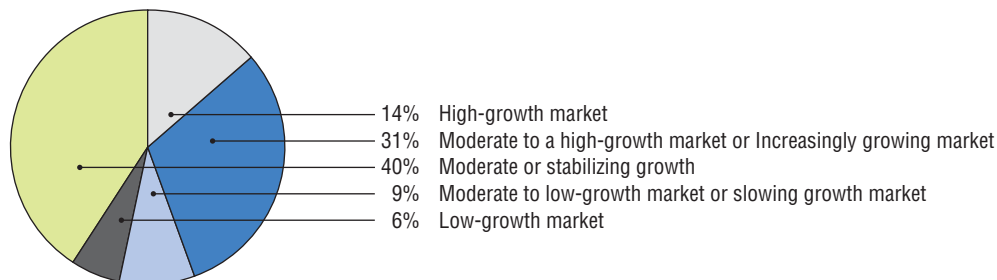 14% High-growth market
31% Moderate to a high-growth market or Increasingly growing market
40% Moderate or stabilizing growth
9% Moderate to low-growth market or slowing growth market
6% Low-growth market